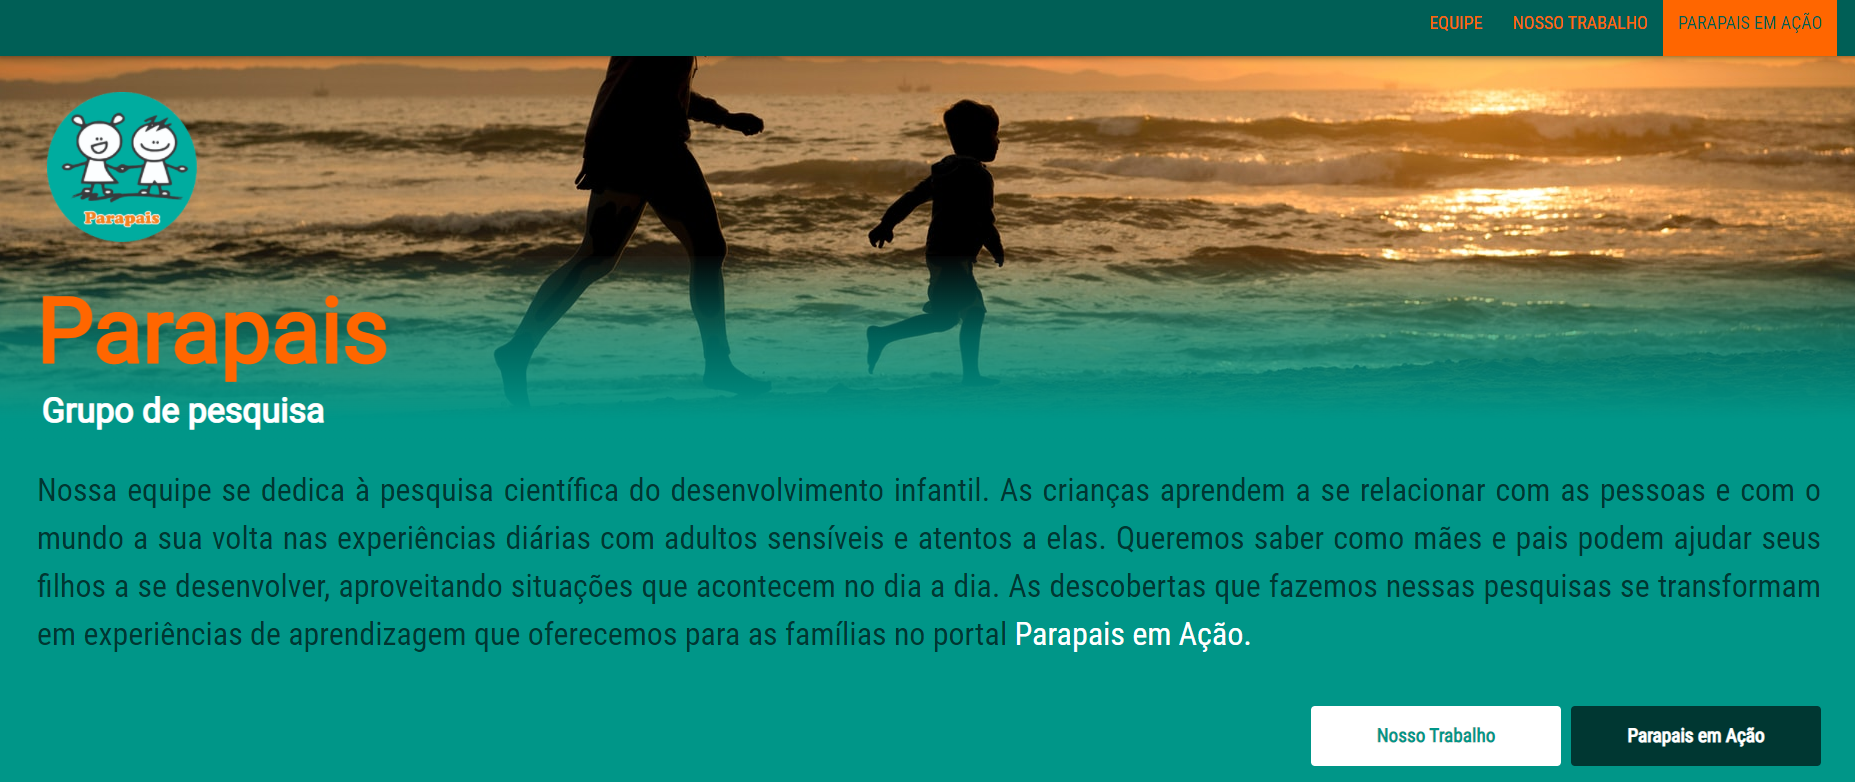 EQUIPE NOSSO TRABALHO PARAPAIS EM AÇÃO
Parapais
Parapais
Grupo de pesquisa
Nossa equipe se dedica à pesquisa científica do desenvolvimento infantil. As crianças aprendem a se relacionar com as pessoas e com o
mundo a sua volta nas experiências diárias com adultos sensíveis e atentos a elas. Queremos saber como mães e pais podem ajudar seus
filhos a se desenvolver, aproveitando situações que acontecem no dia a dia. As descobertas que fazemos nessas pesquisas se transformam
em experiências de aprendizagem que oferecemos para as famílias no portal Parapais em Ação.
Nosso Trabalho Parapais em Ação